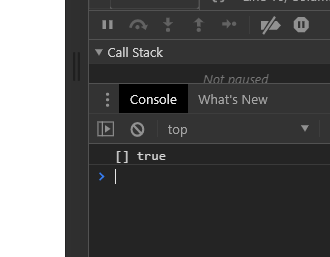 Call Stack
Not paused
Console What's New
top
[] true